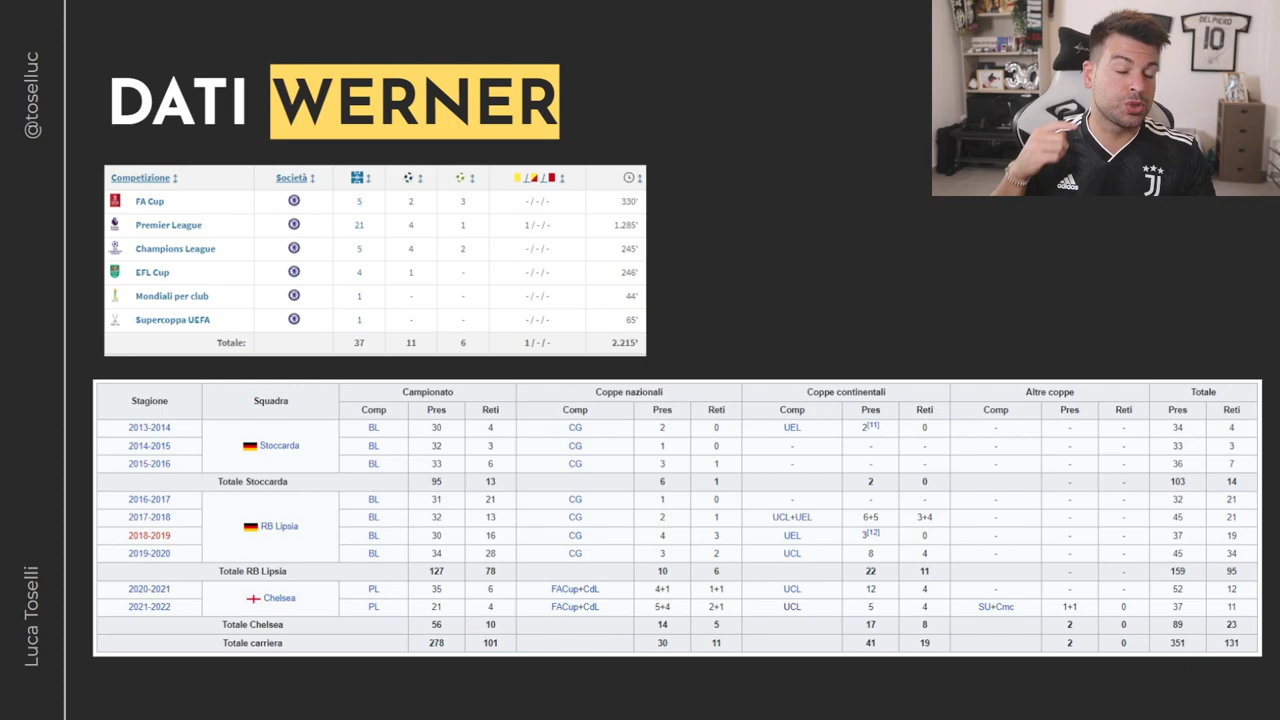 @toselluc
Luca Toselli
DATI WERNER
DEL PIERO
10
adidas
Competizione Società
FA Cup 5 2 3 -/-/- 330'
Premier League 21 4 1 1/-/- 1.285'
Champions League 5 4 2 -/-/- 245'
EFL Cup 4 1 - -/-/- 246'
Mondiali per club 1 - - -/-/- 44'
Supercoppa UEFA 1 - - -/-/- 65'
Totale: 37 11 6 1/-/- 2.215'
Stagione Squadra Campionato Coppe nazionali Coppe continentali Altre coppe Totale
Comp Pres Reti Comp Pres Reti Comp Pres Reti Comp Pres Reti Pres Reti
2013-2014 Stoccarda BL 30 4 CG 2 0 UEL 2[11] 0 - - - 34 4
2014-2015 BL 32 3 CG 1 0 - - - - - - 33 3
2015-2016 BL 33 6 CG 3 1 - - - - - - 36 7
Totale Stoccarda 95 13 6 1 2 0 - - 103 14
2016-2017 RB Lipsia BL 31 21 CG 1 0 - - - - - - 32 21
2017-2018 BL 32 13 CG 2 1 UCL+UEL 6+5 3+4 - - - 45 21
2018-2019 BL 30 16 CG 4 3 UEL 3[12] 0 - - - 37 19
2019-2020 BL 34 28 CG 3 2 UCL 8 4 - - - 45 34
Totale RB Lipsia 127 78 10 6 22 11 - - 159 95
2020-2021 Chelsea PL 35 6 FACup+CdL 4+1 1+1 UCL 12 4 - - - 52 12
2021-2022 PL 21 4 FACup+CdL 5+4 2+1 UCL 5 4 SU+Cmc 1+1 0 37 11
Totale Chelsea 56 10 14 5 17 8 2 0 89 23
Totale carriera 278 101 30 11 41 19 2 0 351 131